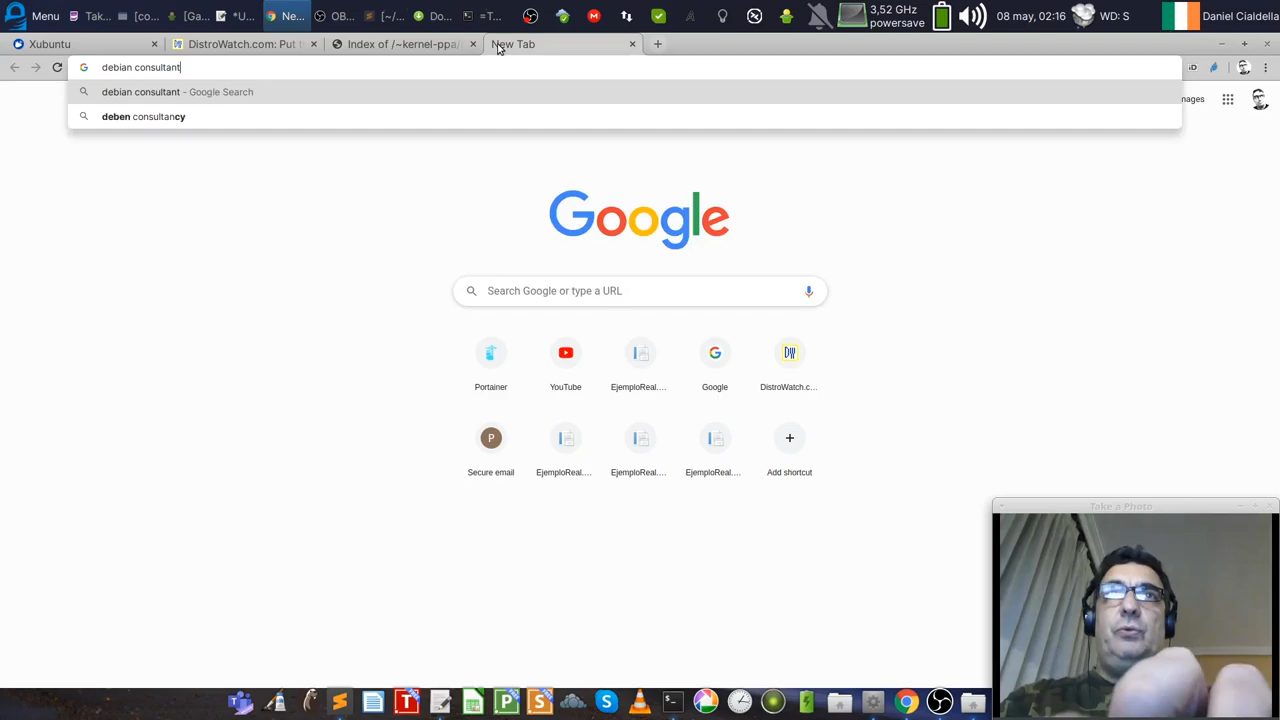 Menu
Tak...
[co...
[Ga...
*U...
Ne...
OB...
[~/...
Do...
=T...
3,52 GHz
powersave
08 may, 02:16
WD: S
Daniel Cialdella
Xubuntu
DistroWatch.com: Put t
Index of /~kernel-ppa/
New Tab
debian consultant
debian consultant - Google Search
deben consultancy
mages
Google
Search Google or type a URL
Portainer
YouTube
EjemploReal....
Google
DistroWatch.c...
DW
P
Secure email
EjemploReal....
EjemploReal....
EjemploReal....
Add shortcut
Take a Photo